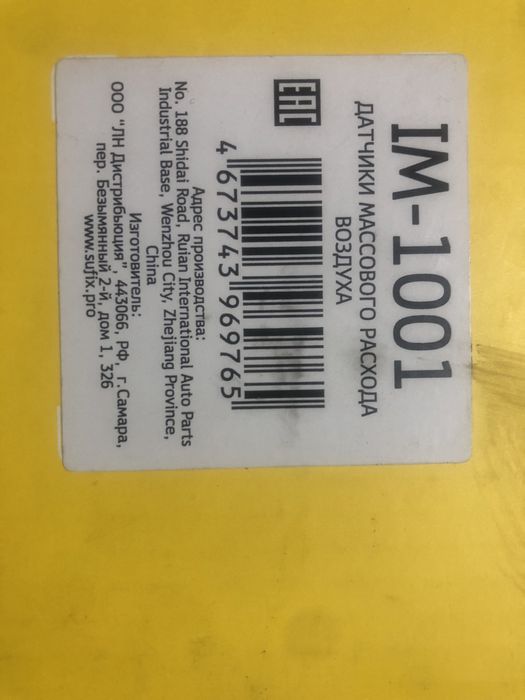 IM-1001
ДАТЧИКИ МАССОВОГО РАСХОДА
ВОЗДУХА
EAC
4 673743 969765
Адрес производства:
No. 188 Shidai Road, Ruian International Auto Parts
Industrial Base, Wenzhou City, Zhejiang Province,
China
Изготовитель:
ООО "ЛН Дистрибьюция", 443066, РФ, г.Самара,
пер. Безымянный 2-й, дом 1, 326
www.sufix.pro